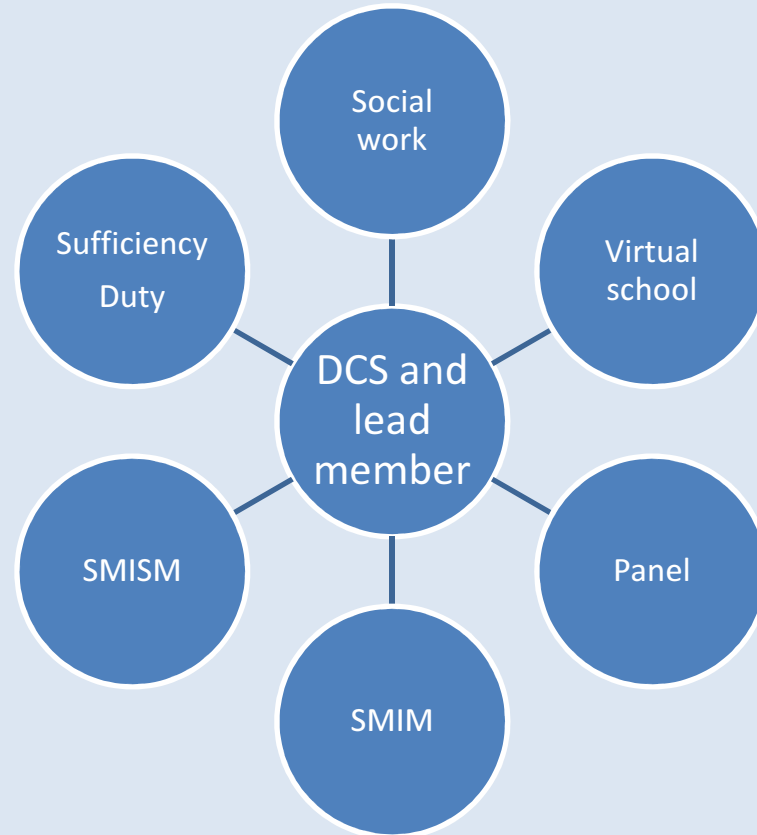 Social
work
Sufficiency
Duty
Virtual
school
DCS and
lead
member
SMISM
Panel
SMIM